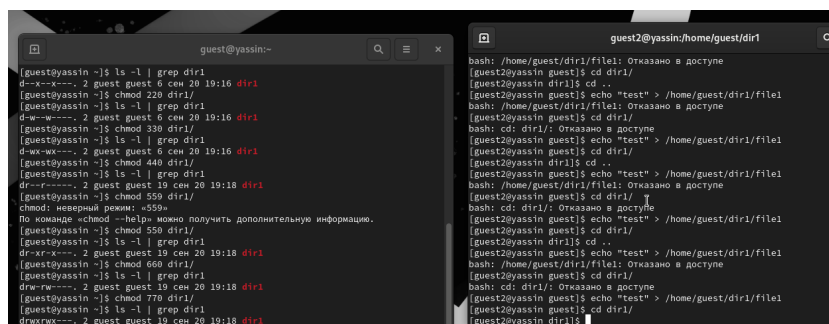 guest@yassin:~
[guest@yassin ~]$ ls -l | grep dir1
d--x--x---. 2 guest guest 6 сен 20 19:16 dir1
[guest@yassin ~]$ chmod 220 dir1/
[guest@yassin ~]$ ls -l | grep dir1
d-w--w----. 2 guest guest 6 сен 20 19:16 dir1
[guest@yassin ~]$ chmod 330 dir1/
[guest@yassin ~]$ ls -l | grep dir1
d-wx-wx---. 2 guest guest 6 сен 20 19:16 dir1
[guest@yassin ~]$ chmod 440 dir1/
[guest@yassin ~]$ ls -l | grep dir1
dr--r-----. 2 guest guest 19 сен 20 19:18 dir1
[guest@yassin ~]$ chmod 559 dir1/
chmod: неверный режим: «559»
По команде «chmod --help» можно получить дополнительную информацию.
[guest@yassin ~]$ chmod 550 dir1/
[guest@yassin ~]$ ls -l | grep dir1
dr-xr-x---. 2 guest guest 19 сен 20 19:18 dir1
[guest@yassin ~]$ chmod 660 dir1/
[guest@yassin ~]$ ls -l | grep dir1
drw-rw----. 2 guest guest 19 сен 20 19:18 dir1
[guest@yassin ~]$ chmod 770 dir1/
[guest@yassin ~]$ ls -l | grep dir1
drwxrwx---. 2 guest guest 19 сен 20 19:18 dir1
guest2@yassin:/home/guest/dir1
bash: /home/guest/dir1/file1: Отказано в доступе
[guest2@yassin guest]$ cd dir1/
[guest2@yassin dir1]$ cd ..
[guest2@yassin guest]$ echo "test" > /home/guest/dir1/file1
bash: /home/guest/dir1/file1: Отказано в доступе
[guest2@yassin guest]$ cd dir1/
bash: cd: dir1/: Отказано в доступе
[guest2@yassin guest]$ echo "test" > /home/guest/dir1/file1
[guest2@yassin guest]$ cd dir1/
[guest2@yassin dir1]$ cd ..
[guest2@yassin guest]$ echo "test" > /home/guest/dir1/file1
bash: /home/guest/dir1/file1: Отказано в доступе
[guest2@yassin guest]$ cd dir1/
bash: cd: dir1/: Отказано в доступе
[guest2@yassin guest]$ echo "test" > /home/guest/dir1/file1
[guest2@yassin guest]$ cd dir1/
[guest2@yassin dir1]$ cd ..
[guest2@yassin guest]$ echo "test" > /home/guest/dir1/file1
bash: /home/guest/dir1/file1: Отказано в доступе
[guest2@yassin guest]$ cd dir1/
bash: cd: dir1/: Отказано в доступе
[guest2@yassin guest]$ echo "test" > /home/guest/dir1/file1
[guest2@yassin guest]$ cd dir1/
[guest2@yassin dir1]$